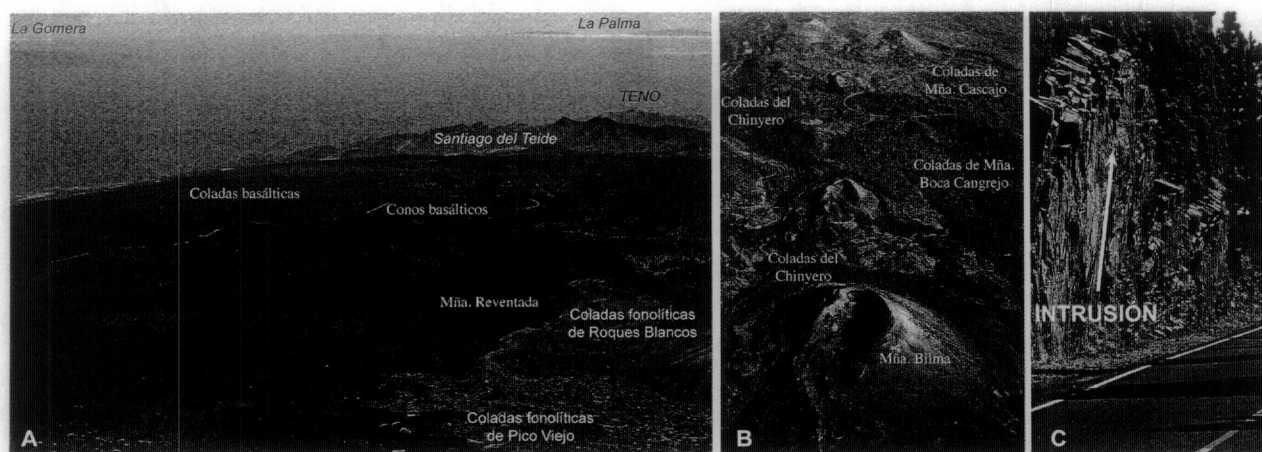 La Gomera
La Palma
TENO
Santiago del Teide
Coladas basálticas
Conos basálticos
Mña. Reventada
Coladas fonolíticas
de Roques Blancos
Coladas fonolíticas
de Pico Viejo
A
Coladas de
Mña. Cascajo
Coladas del
Chinyero
Coladas de Mña.
Boca Cangrejo
Coladas del
Chinyero
Mña. Bilma
B
INTRUSIÓN
C